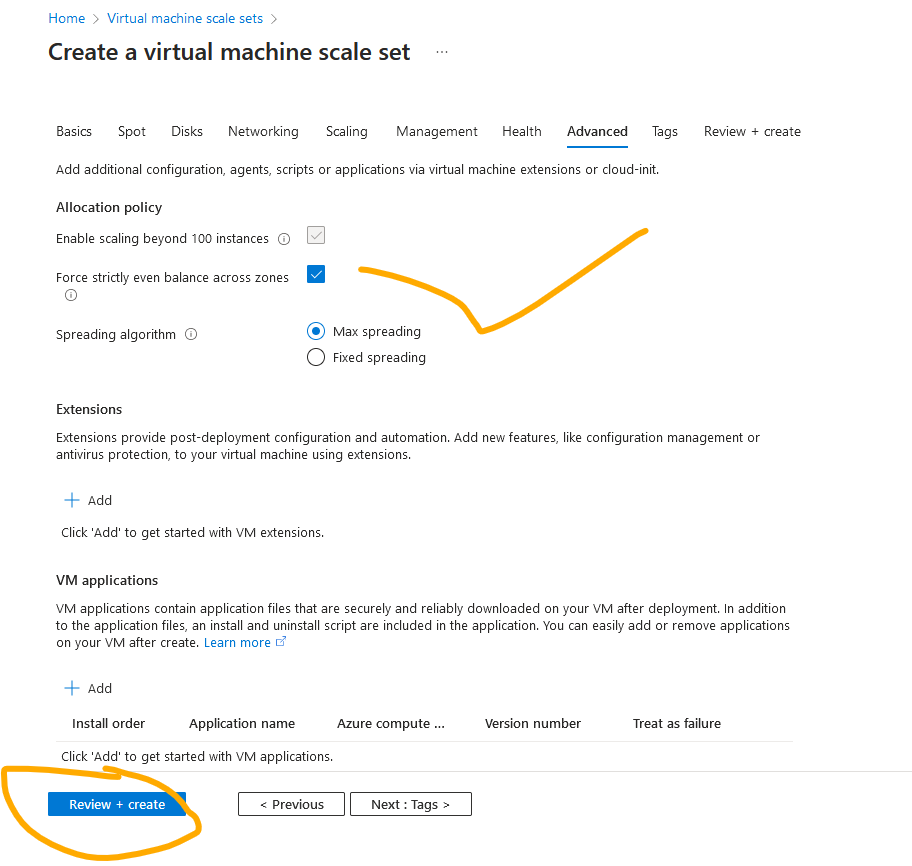 Home > Virtual machine scale sets >
Create a virtual machine scale set ...
Basics Spot Disks Networking Scaling Management Health Advanced Tags Review + create
Add additional configuration, agents, scripts or applications via virtual machine extensions or cloud-init.
Allocation policy
Enable scaling beyond 100 instances
Force strictly even balance across zones
Spreading algorithm
Max spreading
Fixed spreading
Extensions
Extensions provide post-deployment configuration and automation. Add new features, like configuration management or
antivirus protection, to your virtual machine using extensions.
+ Add
Click 'Add' to get started with VM extensions.
VM applications
VM applications contain application files that are securely and reliably downloaded on your VM after deployment. In addition
to the application files, an install and uninstall script are included in the application. You can easily add or remove applications
on your VM after create. Learn more
+ Add
Install order Application name Azure compute ... Version number Treat as failure
Click 'Add' to get started with VM applications.
Review + create < Previous Next : Tags >